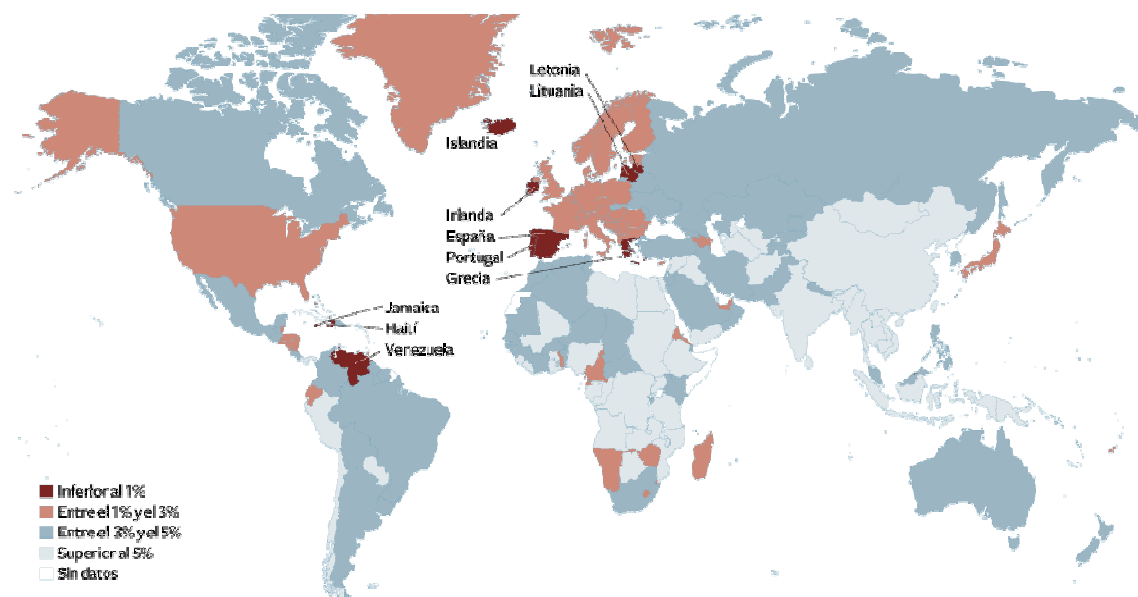 Letonia
Lituania
Islandia
Irlanda
España
Portugal
Grecia
Jamaica
Haití
Venezuela
Inferior al 1%
Entre el 1% y el 3%
Entre el 3% y el 5%
Superior al 5%
Sin datos